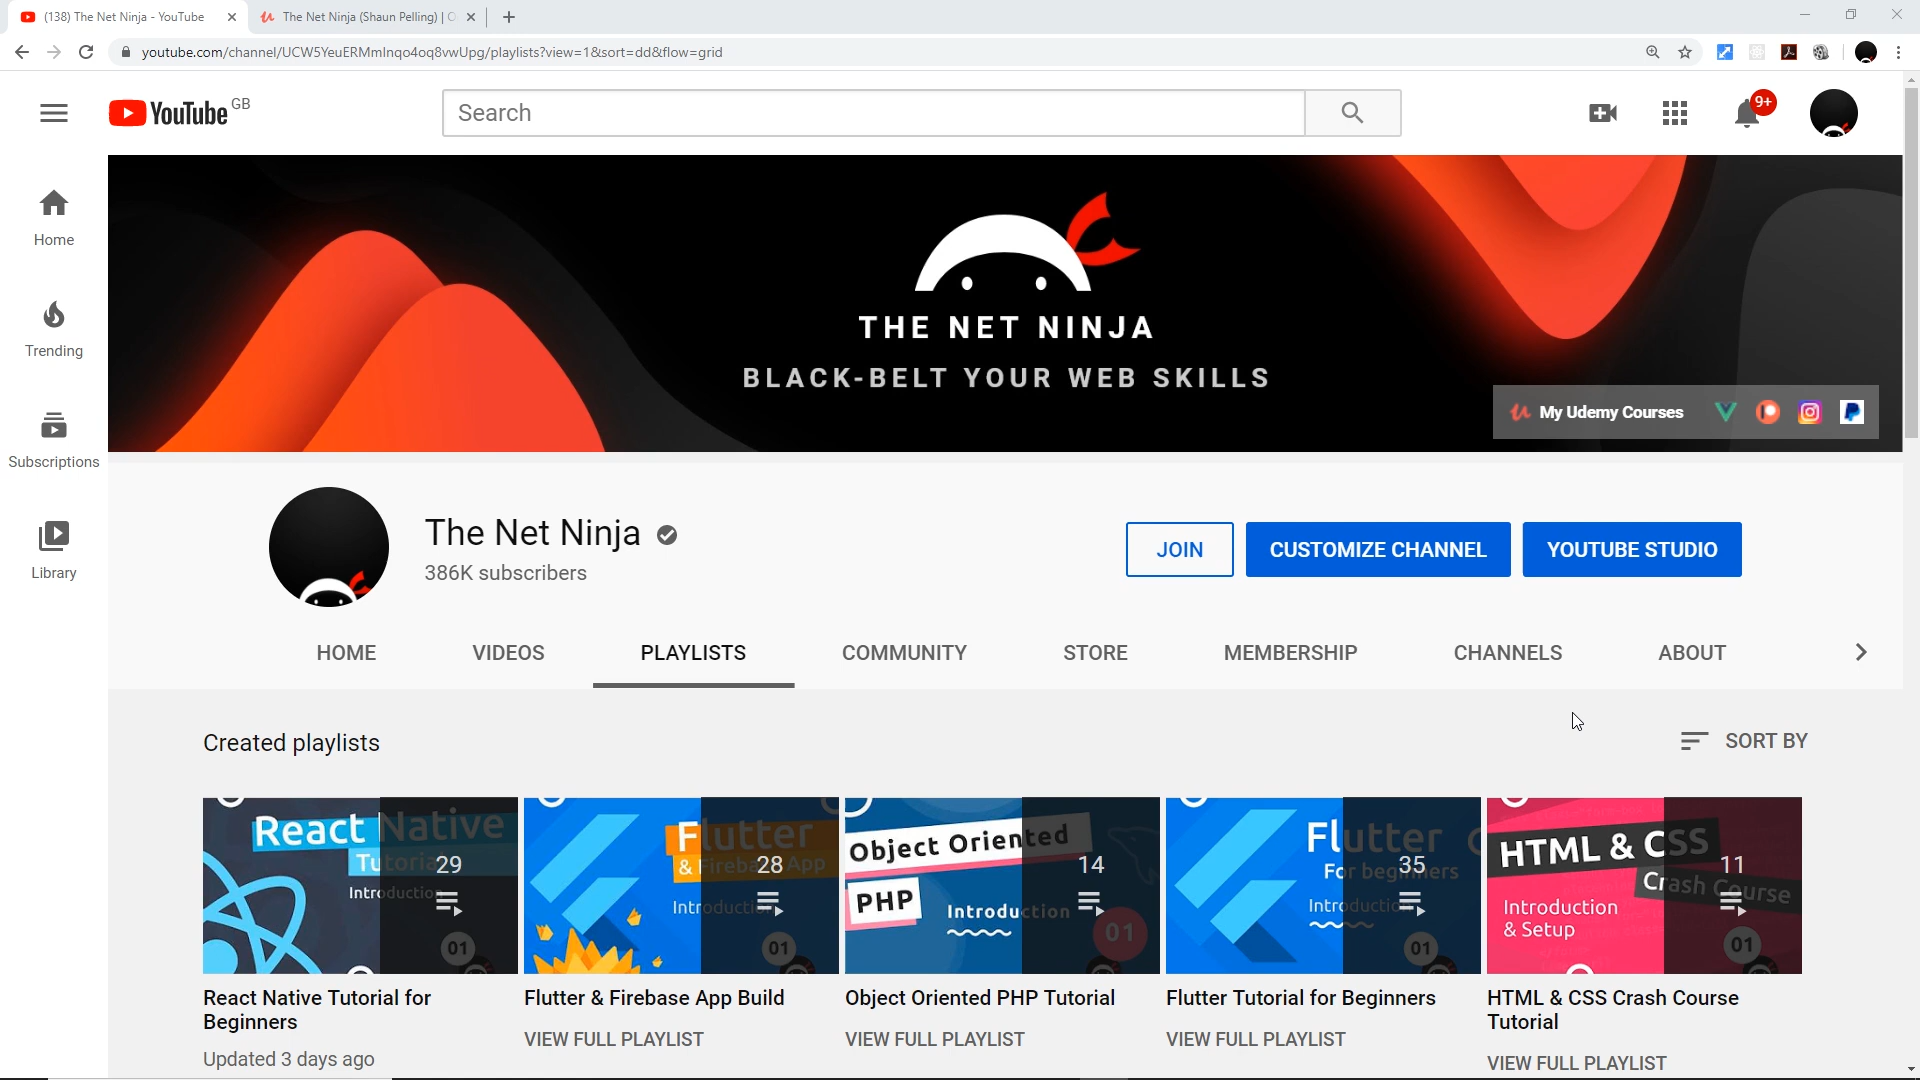 (138) The Net Ninja - YouTube
The Net Ninja (Shaun Pelling) |
youtube.com/channel/UCW5YeuERMmlnqo4oq8vwUpg/playlists?view=1&sort=dd&flow=grid
YouTube GB
Search
9+
Home
Trending
Subscriptions
Library
THE NET NINJA
BLACK-BELT YOUR WEB SKILLS
My Udemy Courses
The Net Ninja
386K subscribers
JOIN
CUSTOMIZE CHANNEL
YOUTUBE STUDIO
HOME
VIDEOS
PLAYLISTS
COMMUNITY
STORE
MEMBERSHIP
CHANNELS
ABOUT
Created playlists
SORT BY
React Native
Tutorial
Introduction
29
01
Flutter
& Firebase App
Introduction
28
01
Object Oriented
PHP
Introduction
14
01
Flutter
For beginners
Introduction
35
01
HTML & CSS
Crash Course
Introduction
& Setup
11
01
React Native Tutorial for
Beginners
Updated 3 days ago
Flutter & Firebase App Build
VIEW FULL PLAYLIST
Object Oriented PHP Tutorial
VIEW FULL PLAYLIST
Flutter Tutorial for Beginners
VIEW FULL PLAYLIST
HTML & CSS Crash Course
Tutorial
VIEW FULL PLAYLIST